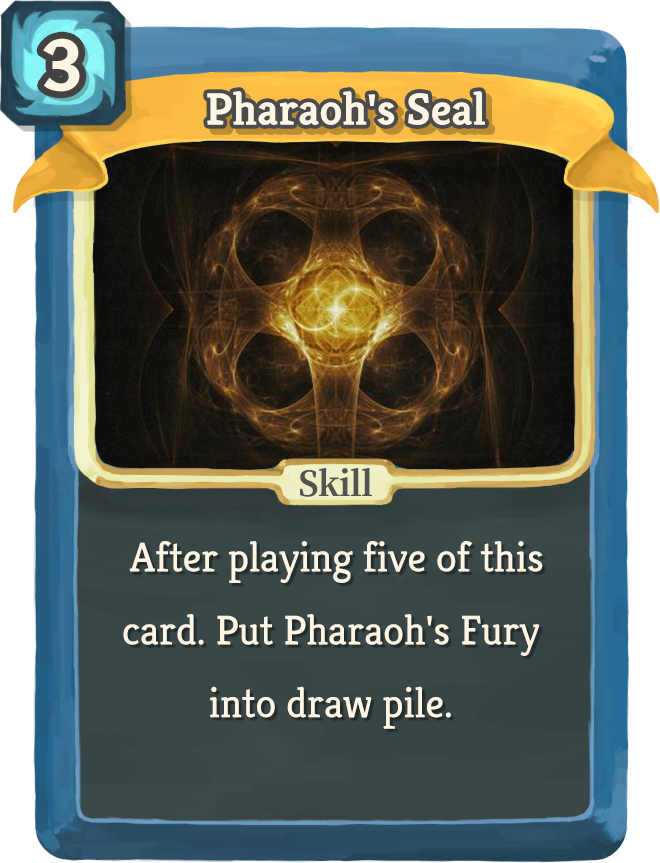 3
Pharaoh's Seal
Skill
After playing five of this
card. Put Pharaoh's Fury
into draw pile.